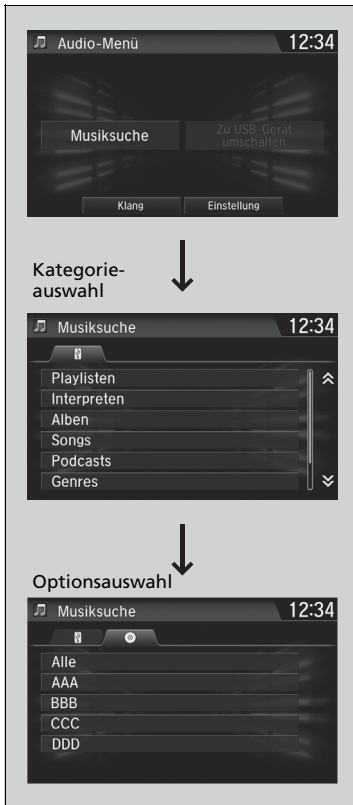 Audio-Menü 12:34
Musiksuche
Zu USB-Gerät
umschalten
Klang Einstellung
Kategorie-
auswahl
Musiksuche 12:34
Playlisten
Interpreten
Alben
Songs
Podcasts
Genres
Optionsauswahl
Musiksuche 12:34
Alle
AAA
BBB
CCC
DDD